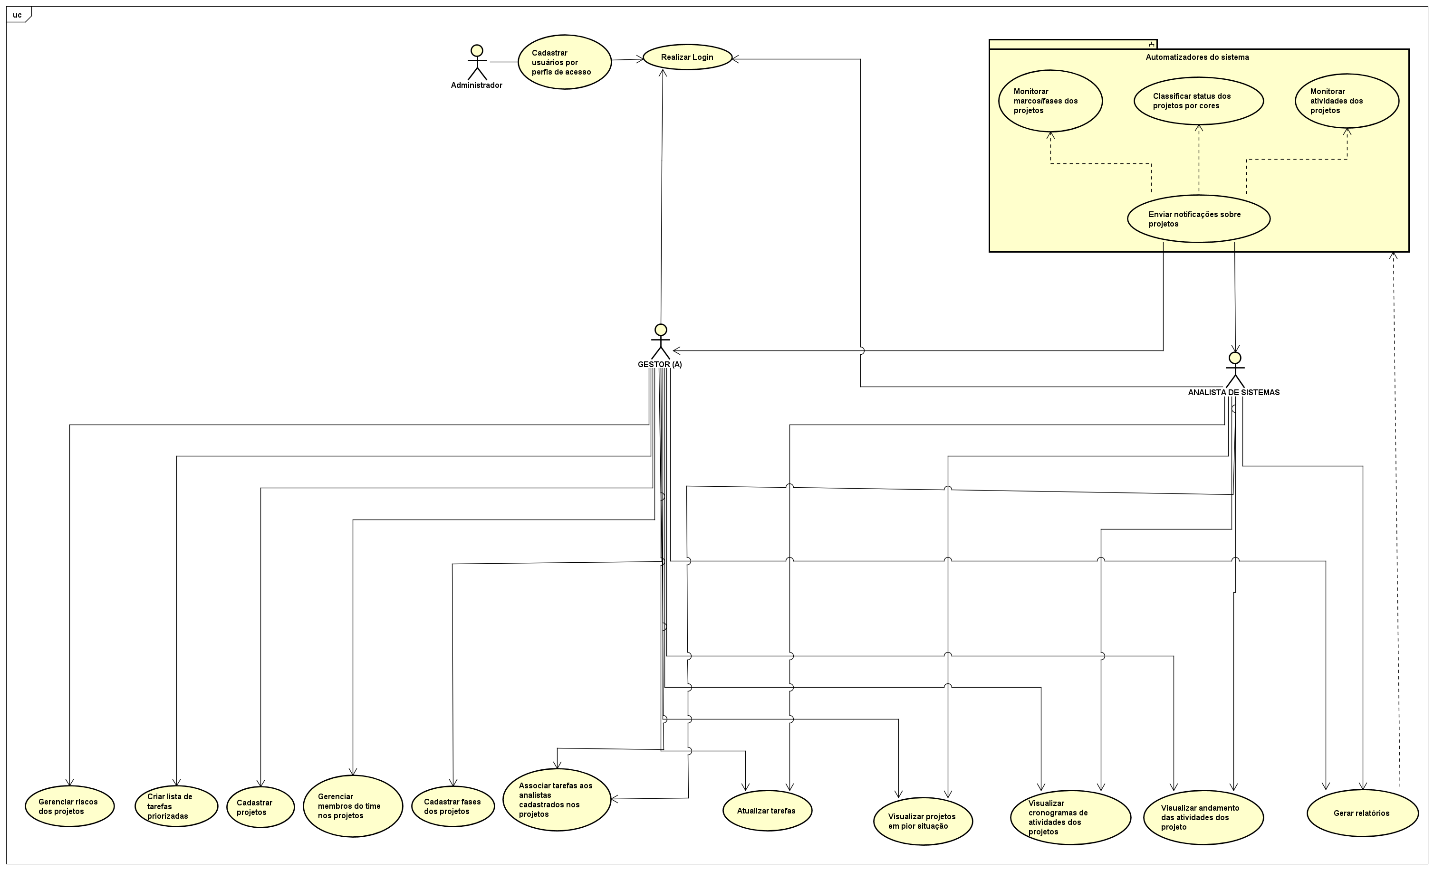 uc
Cadastrar
usuários por
perfis de acesso
Realizar Login
Administrador
Automatizadores do sistema
Monitorar
marcos/fases dos
projetos
Classificar status dos
projetos por cores
Monitorar
atividades dos
projetos
Enviar notificações sobre
projetos
GESTOR (A)
ANALISTA DE SISTEMAS
Gerenciar riscos
dos projetos
Criar lista de
tarefas
priorizadas
Cadastrar
projetos
Gerenciar
membros do time
nos projetos
Cadastrar fases
dos projetos
Associar tarefas aos
analistas
cadastrados nos
projetos
Atualizar tarefas
Visualizar projetos
em pior situação
Visualizar
cronogramas de
atividades dos
projetos
Visualizar andamento
das atividades dos
projeto
Gerar relatórios